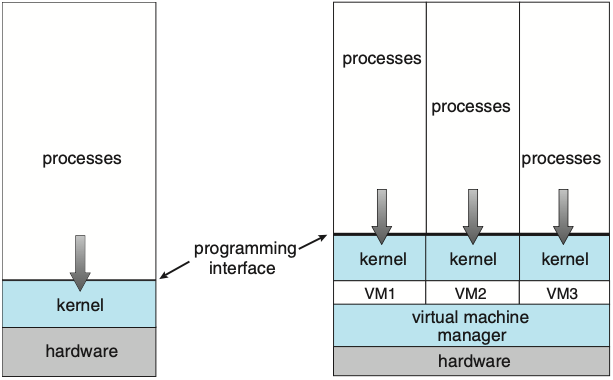 processes
kernel
hardware
programming
interface
processes
processes
processes
kernel
kernel
kernel
VM1
VM2
VM3
virtual machine
manager
hardware